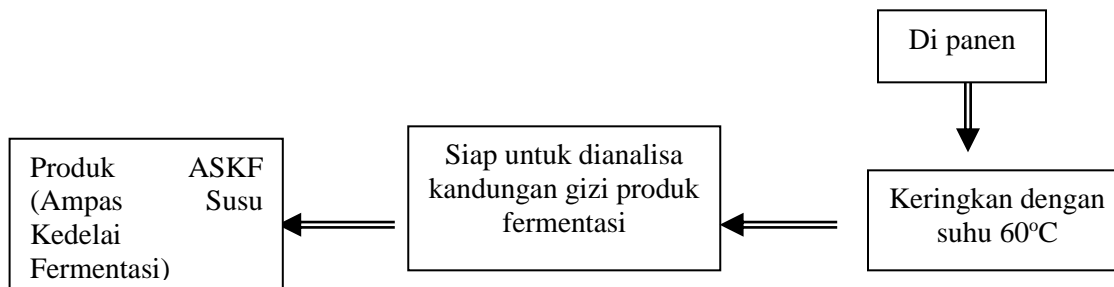 Di panen
Keringkan dengan
suhu 60°C
Siap untuk dianalisa
kandungan gizi produk
fermentasi
Produk ASKF
(Ampas Susu
Kedelai
Fermentasi)